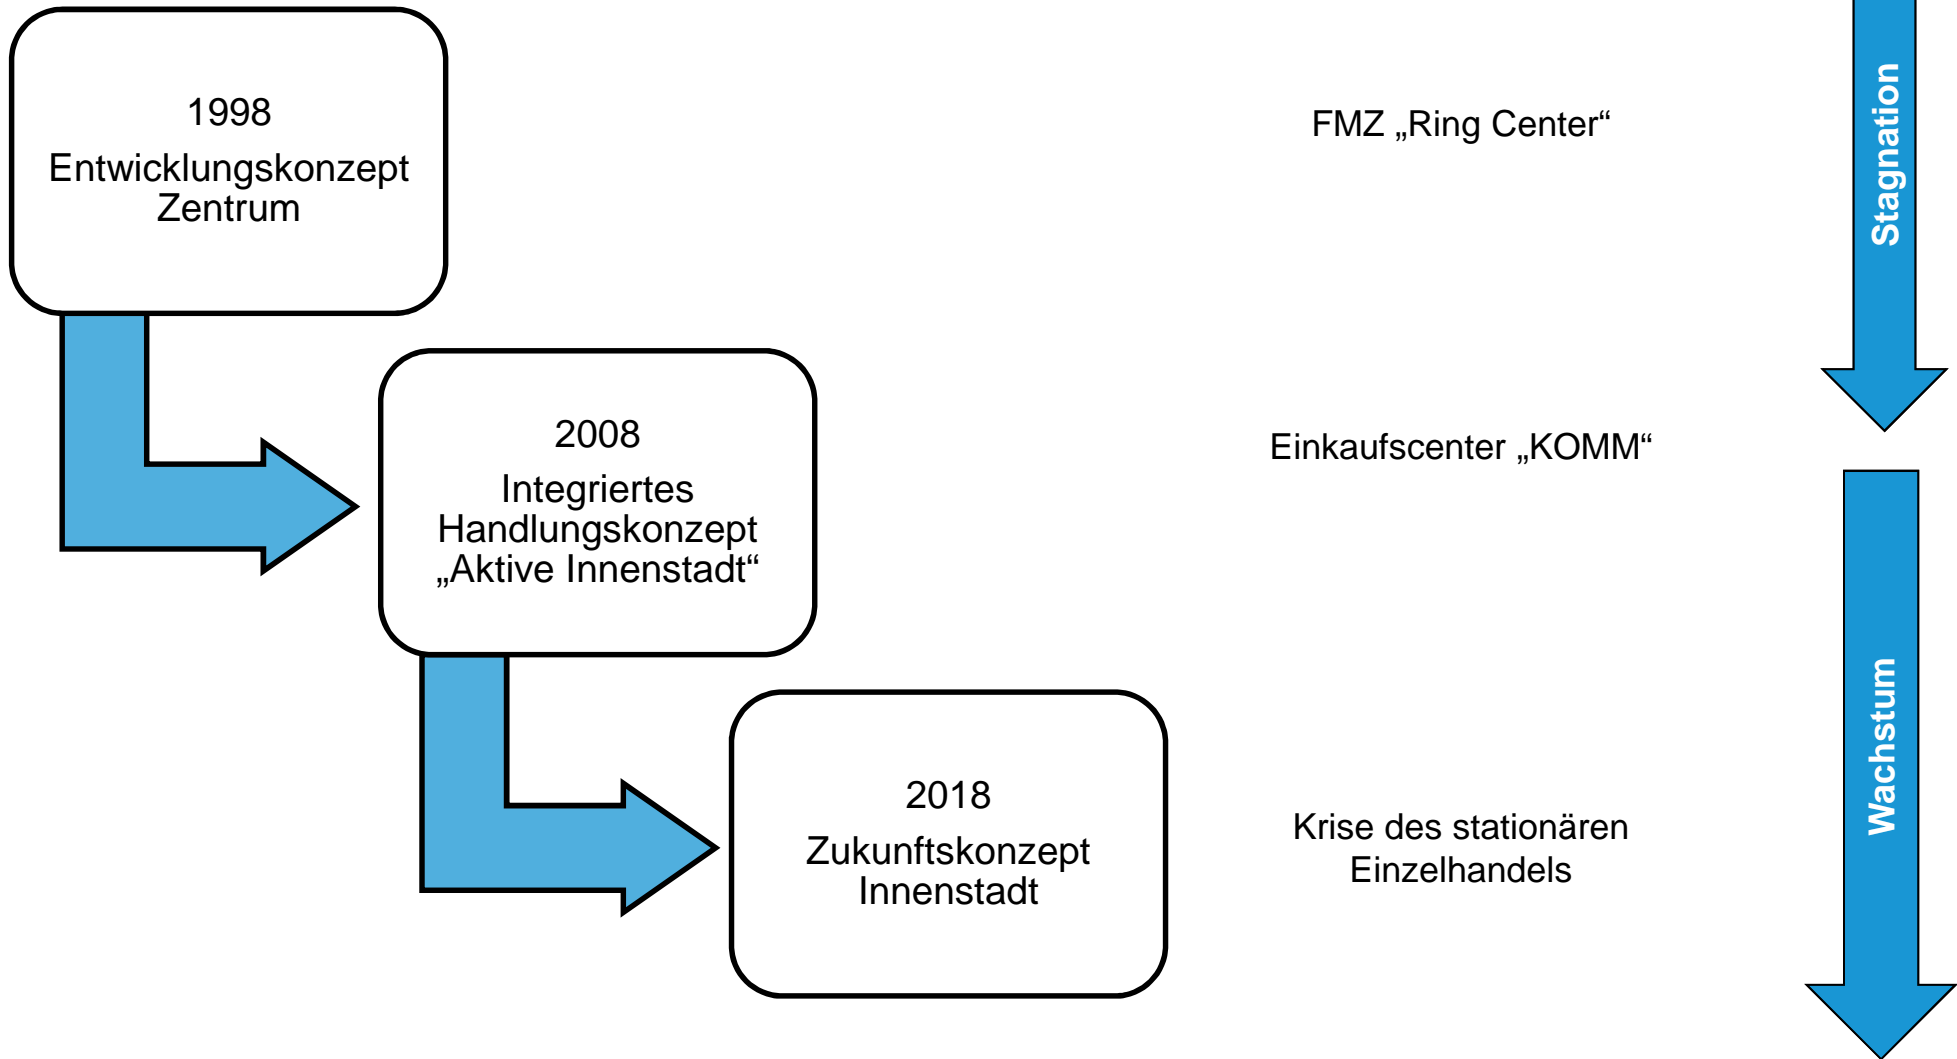 1998
Entwicklungskonzept
Zentrum
FMZ „Ring Center“
Stagnation
2008
Integriertes
Handlungskonzept
„Aktive Innenstadt“
Einkaufscenter „KOMM“
2018
Zukunftskonzept
Innenstadt
Krise des stationären
Einzelhandels
Wachstum